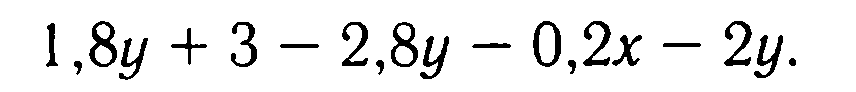 1,8y + 3 − 2,8y − 0,2x − 2y.